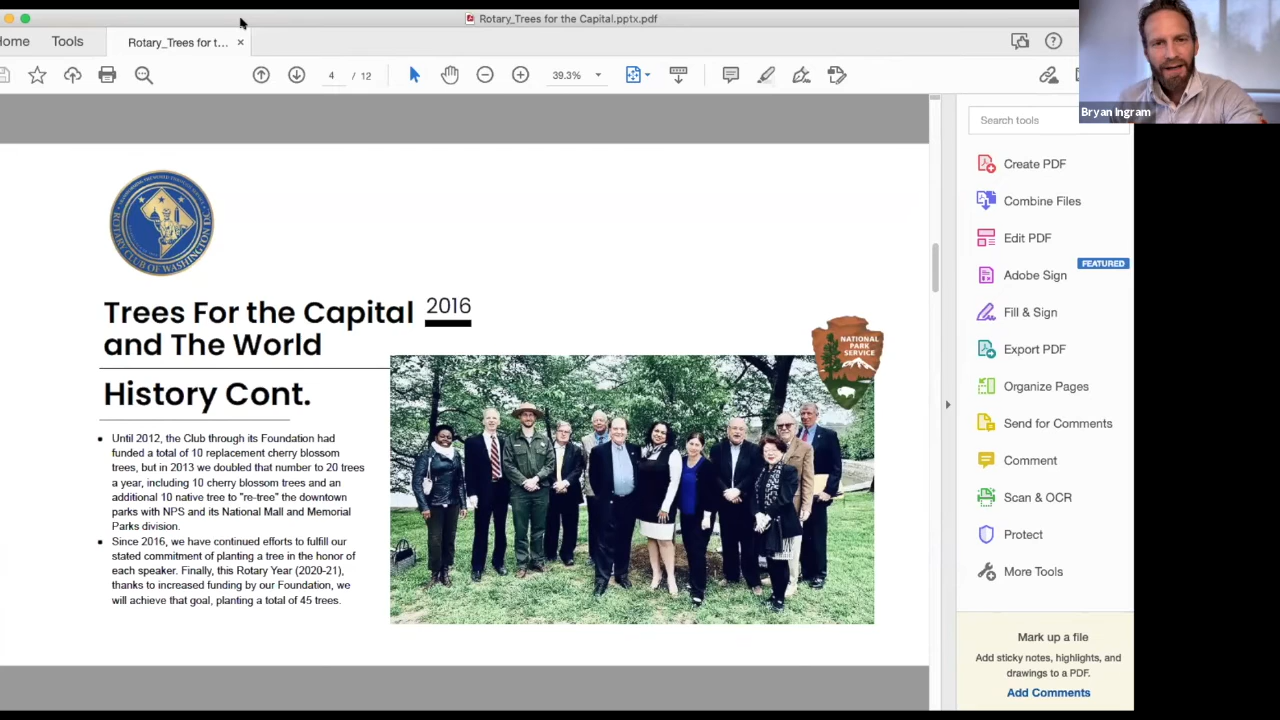 Rotary_Trees for the Capital.pptx.pdf
Home
Tools
Rotary_Trees for t...
4 / 12
39.3%
Bryan Ingram
Search tools
Create PDF
Combine Files
Edit PDF
FEATURED
Adobe Sign
Fill & Sign
Export PDF
Organize Pages
Send for Comments
Comment
Scan & OCR
Protect
More Tools
Mark up a file
Add sticky notes, highlights, and
drawings to a PDF.
Add Comments
ROTARY CLUB OF WASHINGTON DC
Trees For the Capital
2016
and The World
History Cont.
Until 2012, the Club through its Foundation had
funded a total of 10 replacement cherry blossom
trees, but in 2013 we doubled that number to 20 trees
a year, including 10 cherry blossom trees and an
additional 10 native tree to "re-tree" the downtown
parks with NPS and its National Mall and Memorial
Parks division.
Since 2016, we have continued efforts to fulfill our
stated commitment of planting a tree in the honor of
each speaker. Finally, this Rotary Year (2020-21),
thanks to increased funding by our Foundation, we
will achieve that goal, planting a total of 45 trees.
NATIONAL
PARK
SERVICE